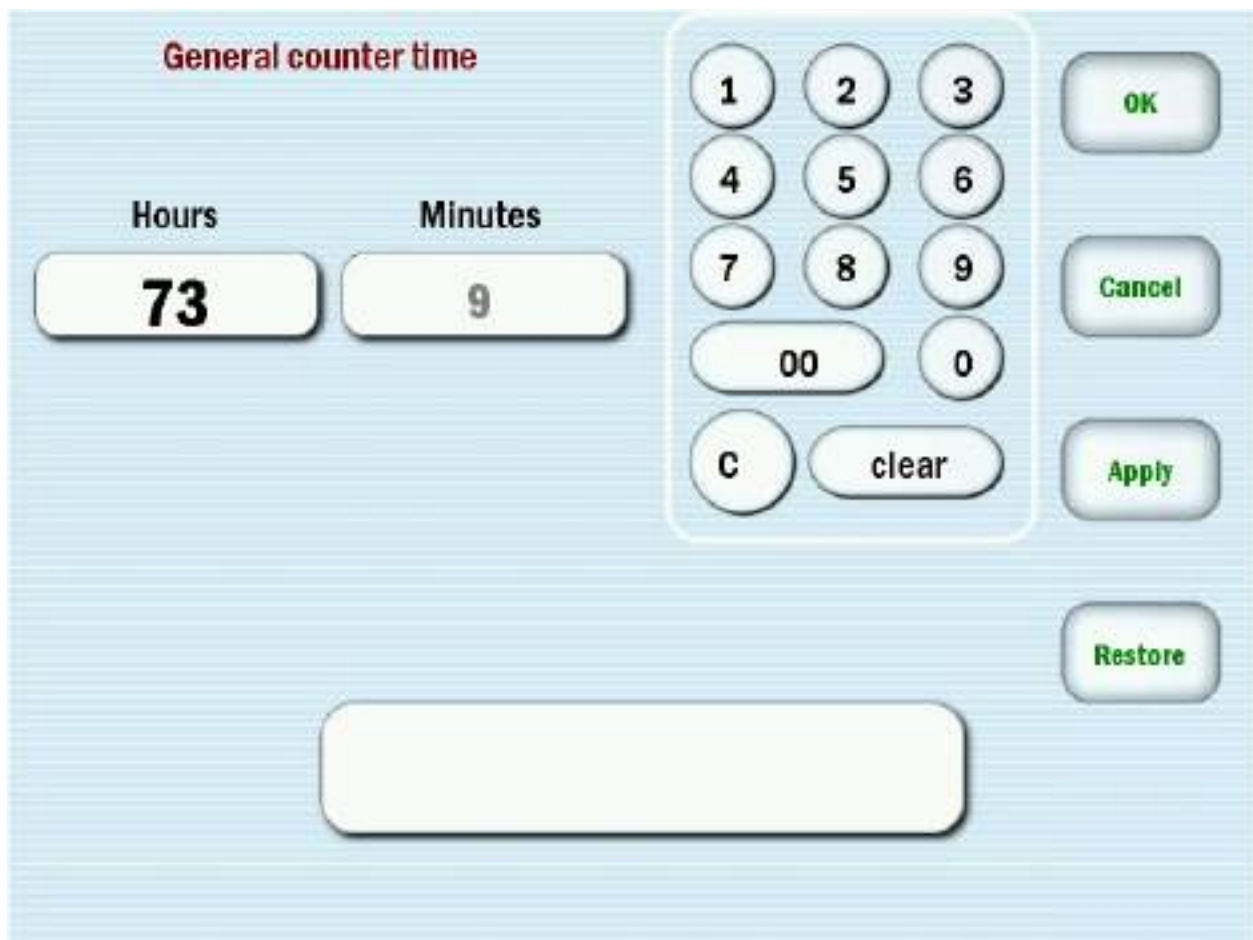 General counter time
Hours Minutes
73 9
1 2 3
4 5 6
7 8 9
00 0
C clear
OK
Cancel
Apply
Restore